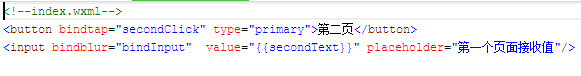 <!--index.wxml-->
<button bindtap="secondClick" type="primary">第二页</button>
<input bindblur="bindInput"  value="{{secondText}}" placeholder="第一个页面接收值"/>